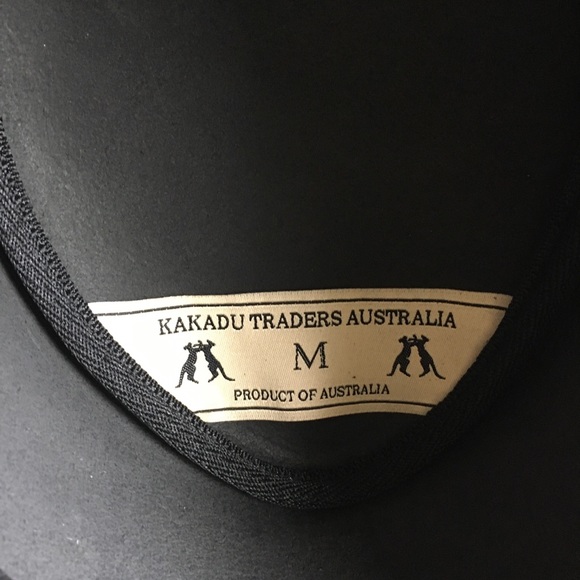 KAKADU TRADERS AUSTRALIA
M
PRODUCT OF AUSTRALIA